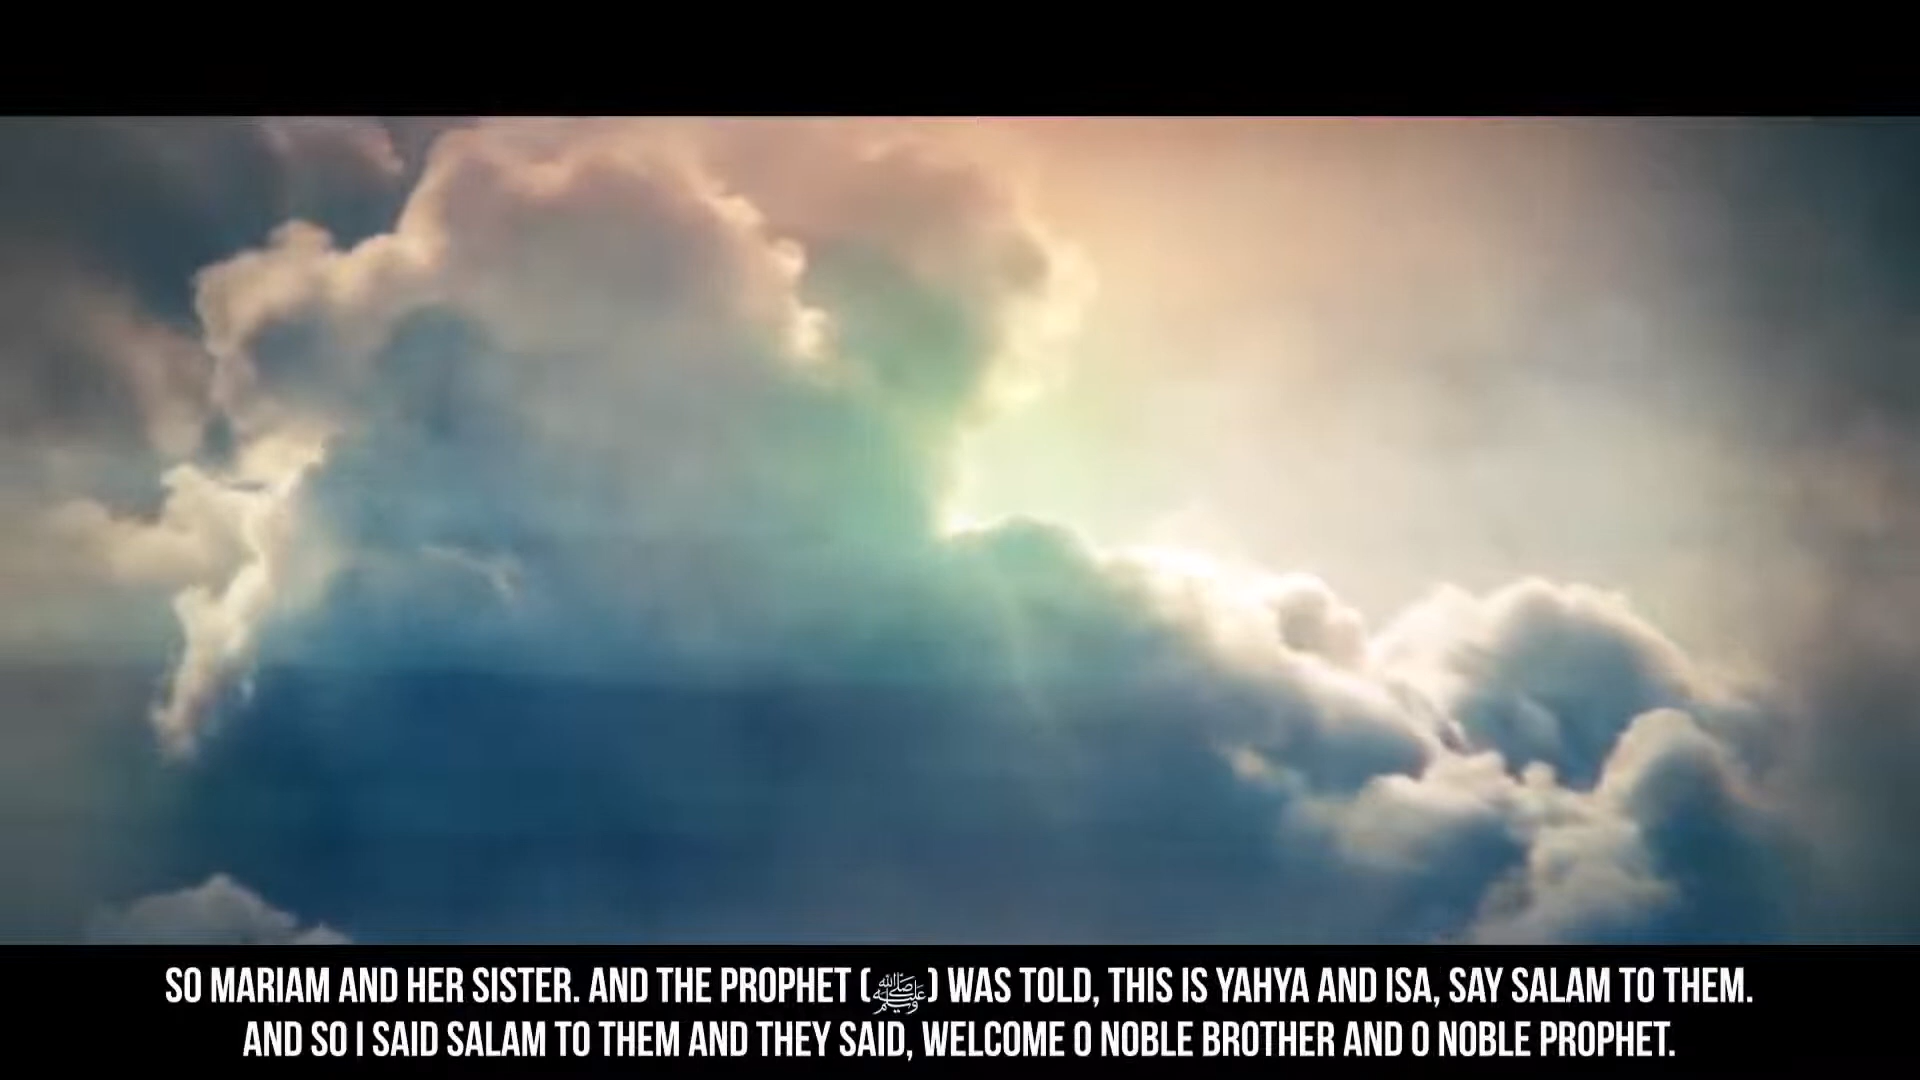 SO MARIAM AND HER SISTER. AND THE PROPHET (ﷺ) WAS TOLD, THIS IS YAHYA AND ISA, SAY SALAM TO THEM.
AND SO I SAID SALAM TO THEM AND THEY SAID, WELCOME O NOBLE BROTHER AND O NOBLE PROPHET.